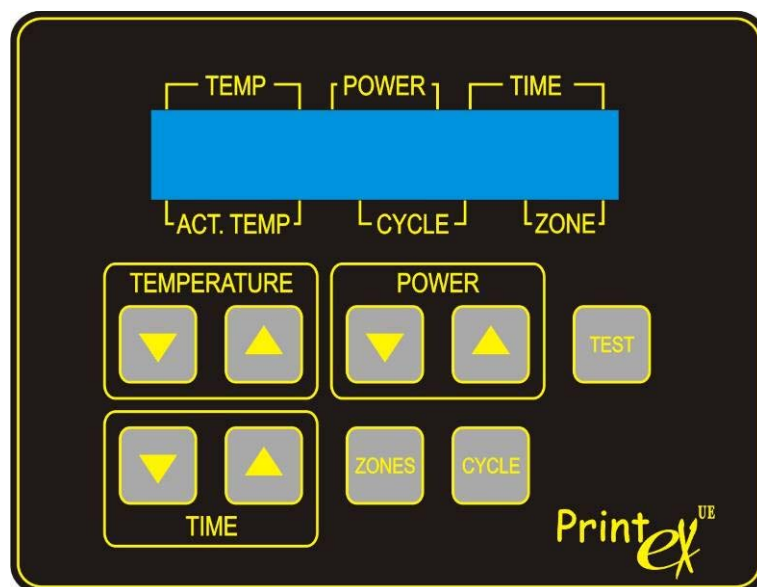 TEMP POWER TIME
ACT. TEMP CYCLE ZONE
TEMPERATURE POWER
TEST
ZONES CYCLE
TIME
Printex UE